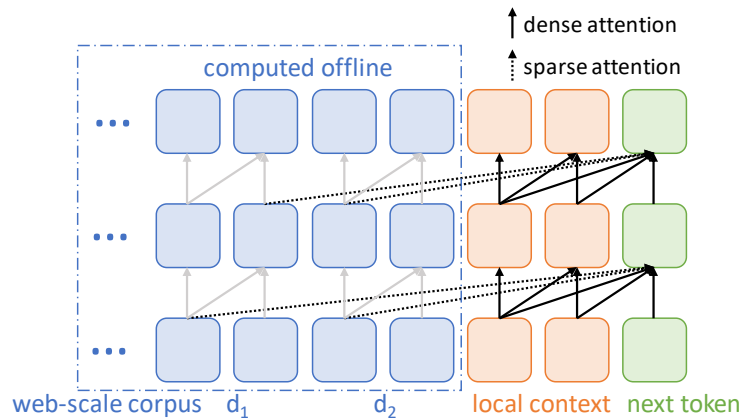 dense attention
computed offline
sparse attention
...
...
...
web-scale corpus d₁ d₂ local context next token